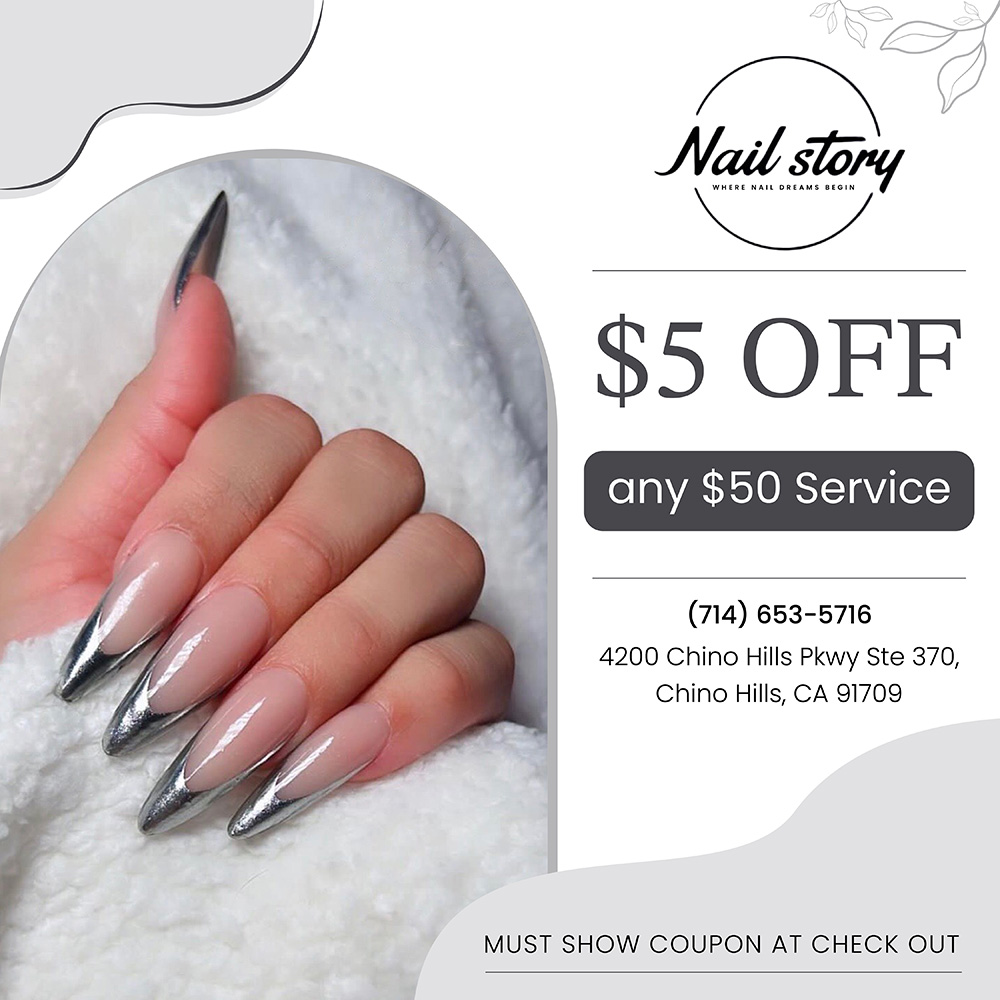 Nail story
WHERE NAIL DREAMS BEGIN
$5 OFF
any $50 Service
(714) 653-5716
4200 Chino Hills Pkwy Ste 370,
Chino Hills, CA 91709
MUST SHOW COUPON AT CHECK OUT